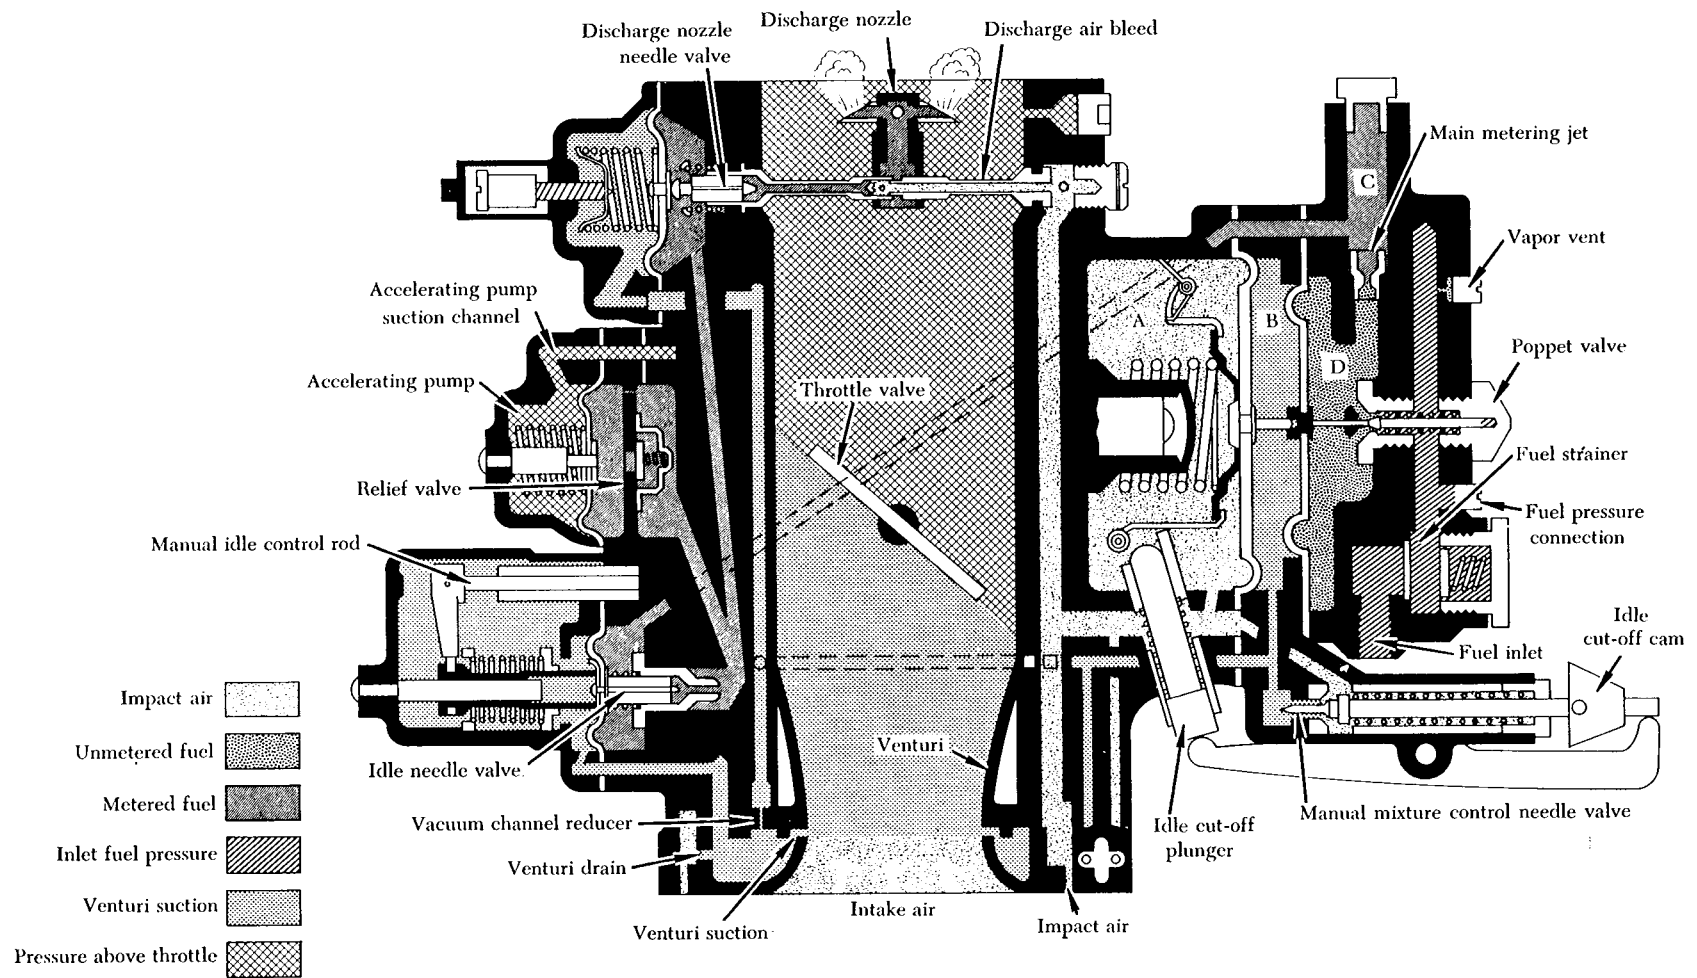 Discharge nozzle
needle valve
Discharge nozzle
Discharge air bleed
Main metering jet
C
Vapor vent
Accelerating pump
suction channel
A
B
D
Poppet valve
Accelerating pump
Throttle valve
Fuel strainer
Relief valve
Fuel pressure
connection
Manual idle control rod
Idle
cut-off cam
Fuel inlet
Impact air
Unmetered fuel
Metered fuel
Inlet fuel pressure
Venturi suction
Pressure above throttle
Idle needle valve
Venturi
Vacuum channel reducer
Idle cut-off
plunger
Manual mixture control needle valve
Venturi drain
Intake air
Venturi suction
Impact air